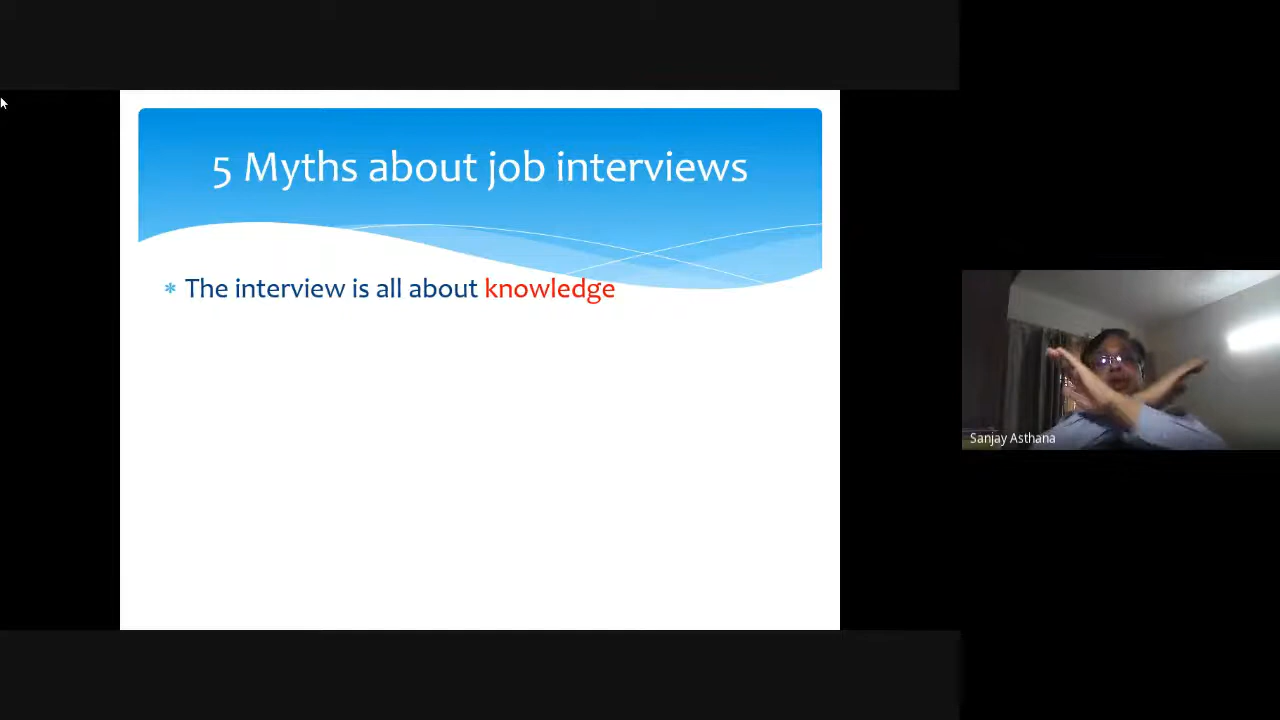 5 Myths about job interviews
* The interview is all about knowledge
Sanjay Asthana